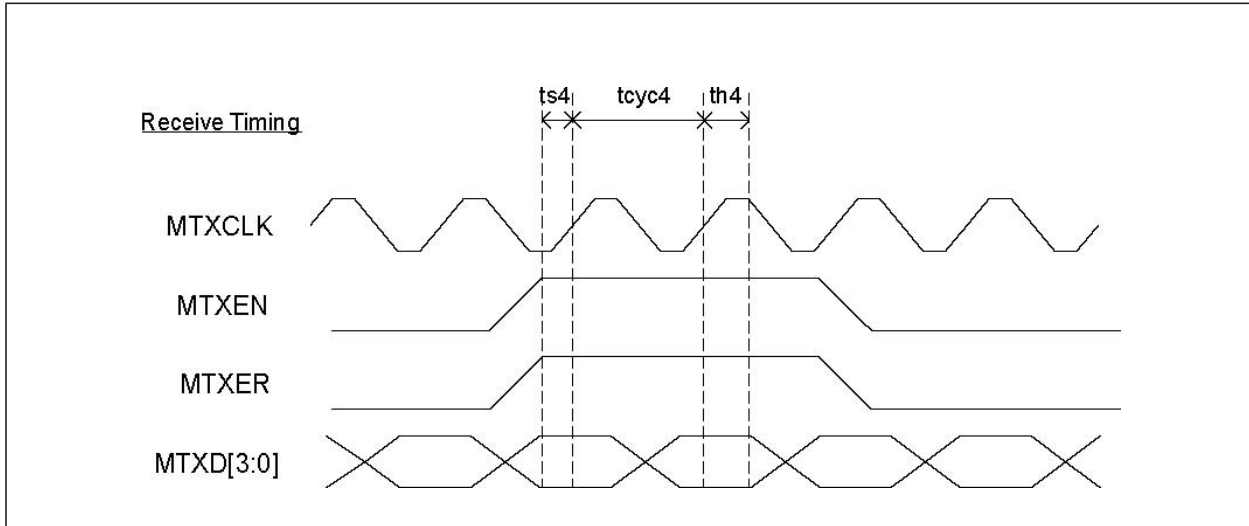 ts4 tcyc4 th4
Receive Timing
MTXCLK
MTXEN
MTXER
MTXD[3:0]